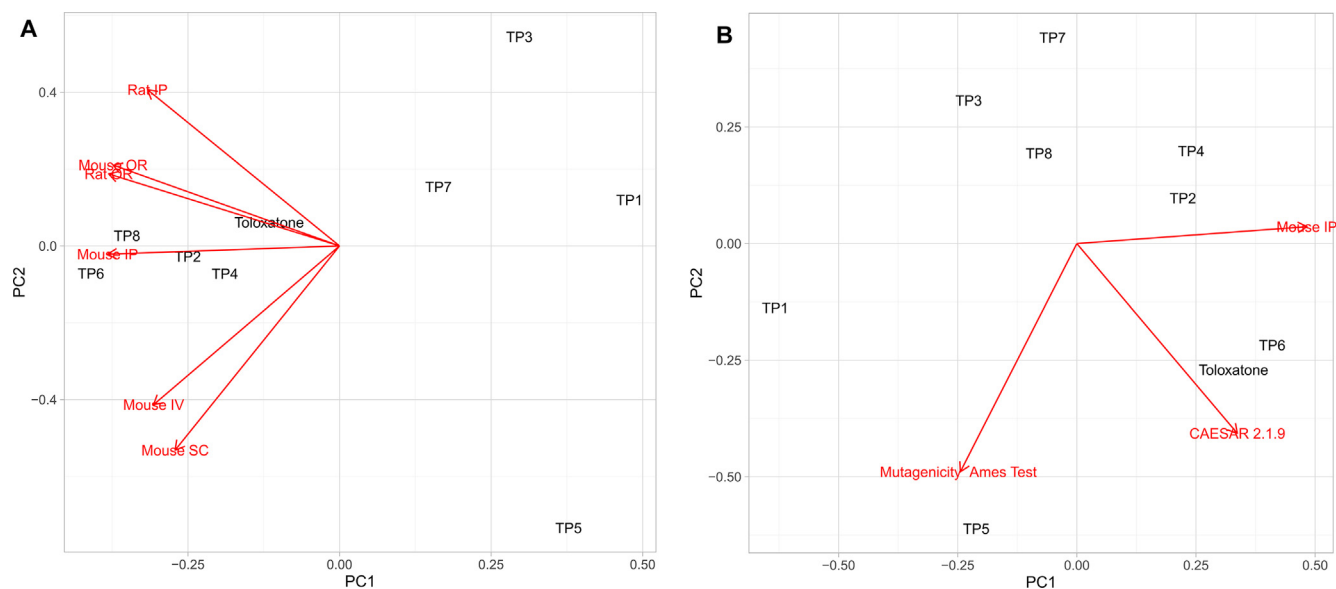 A
TP3
Rat IP
0.4
Mouse OR
Rat OR
TP7
TP1
Toloxatone
TP8
0.0
Mouse IP
TP2
TP6
TP4
PC2
−0.4
Mouse IV
Mouse SC
TP5
−0.25
0.00
0.25
0.50
PC1
B
TP7
TP3
0.25
TP8
TP4
TP2
Mouse IP
0.00
PC2
TP1
TP6
−0.25
Toloxatone
CAESAR 2.1.9
Mutagenicity Ames Test
−0.50
TP5
−0.50
−0.25
0.00
0.25
0.50
PC1